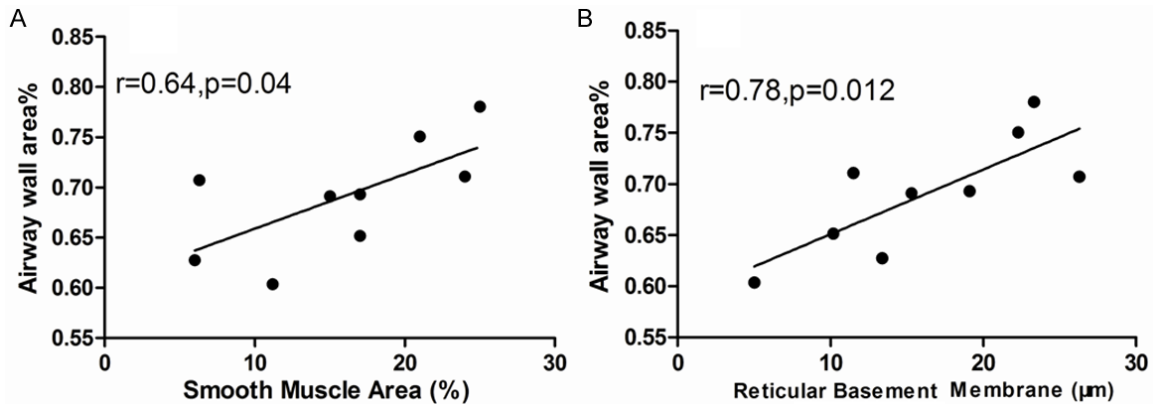 A
Airway wall area%
0.85
0.80
0.75
0.70
0.65
0.60
0.55
r=0.64,p=0.04
0
10
20
30
Smooth Muscle Area (%)
B
Airway wall area%
0.85
0.80
0.75
0.70
0.65
0.60
0.55
r=0.78,p=0.012
0
10
20
30
Reticular Basement Membrane (μm)